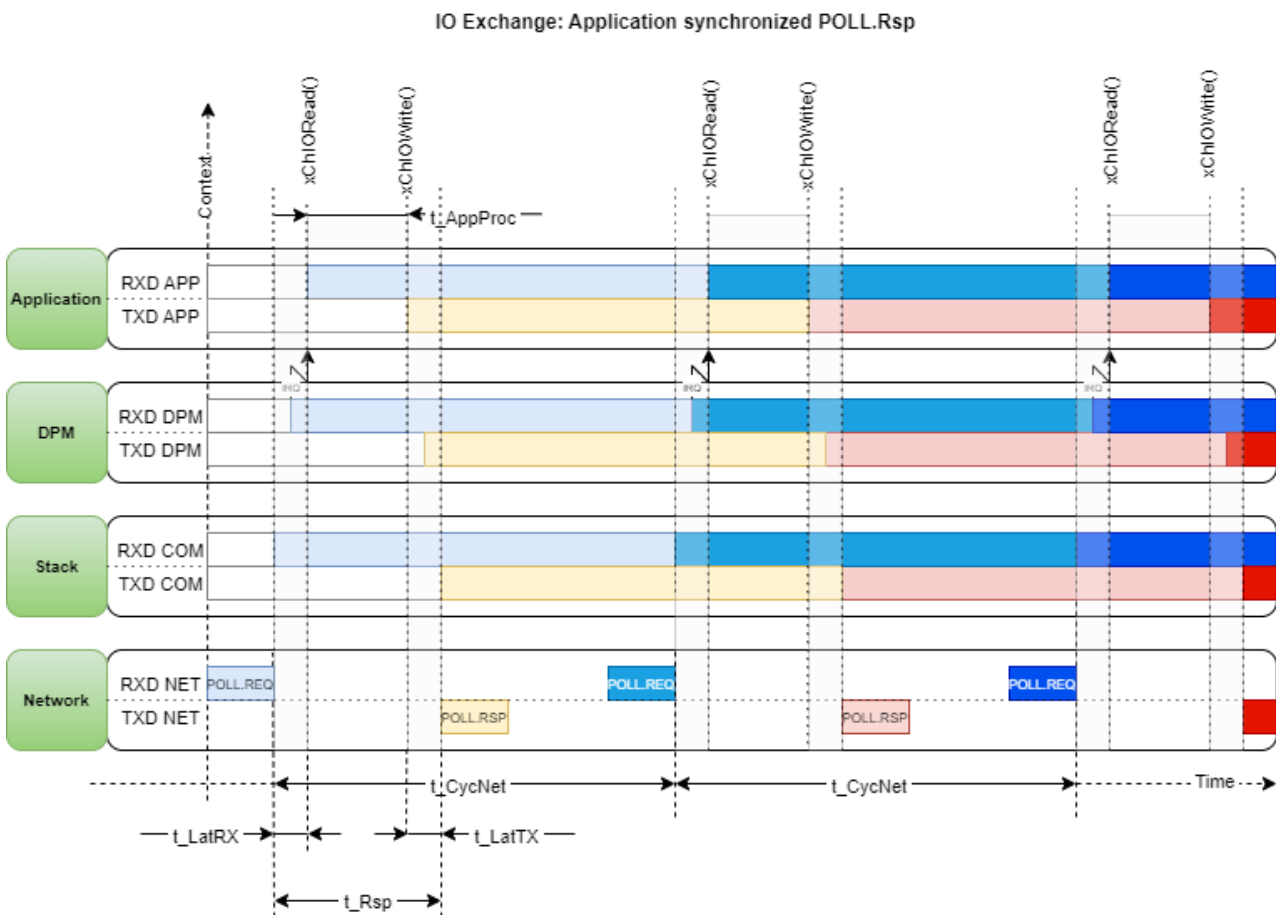 IO Exchange: Application synchronized POLL.Rsp
Context
xChIORead()
xChIOWrite()
xChIORead()
xChIOWrite()
xChIORead()
xChIOWrite()
t_AppProc
Application
RXD APP
TXD APP
IRQ
IRQ
IRQ
DPM
RXD DPM
TXD DPM
Stack
RXD COM
TXD COM
Network
RXD NET
TXD NET
POLL.REQ
POLL.REQ
POLL.REQ
POLL.RSP
POLL.RSP
t_CycNet
t_CycNet
Time
t_LatRX
t_LatTX
t_Rsp